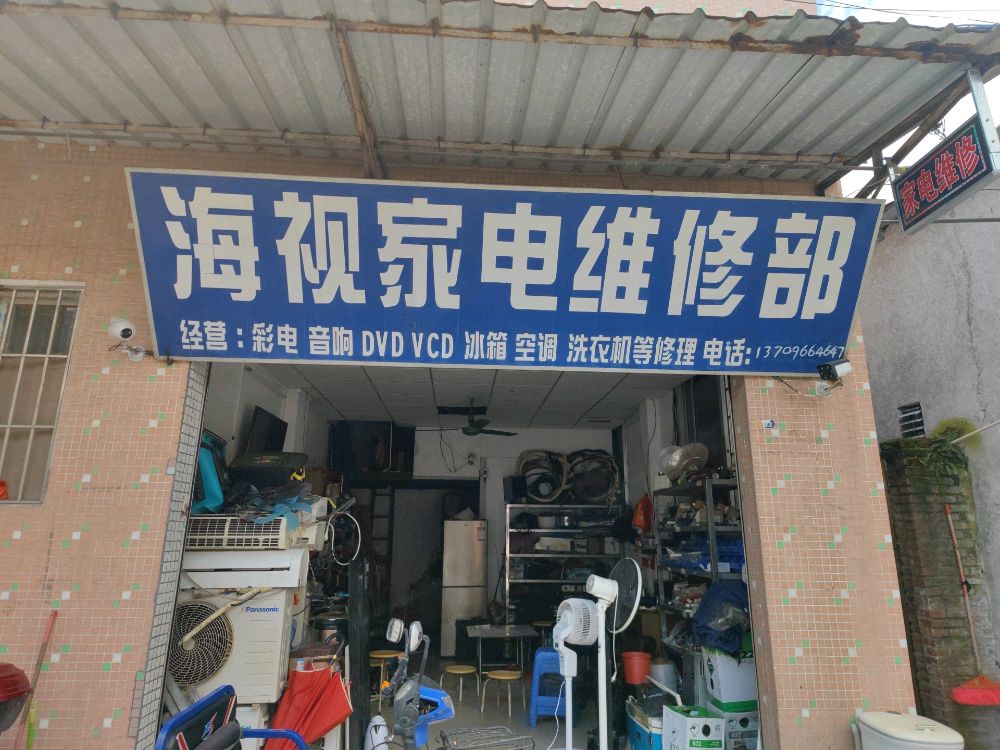 海视家电维修部
经营：彩电 音响 DVD VCD 冰箱 空调 洗衣机等修理 电话:13709664647
家电维修
Panasonic